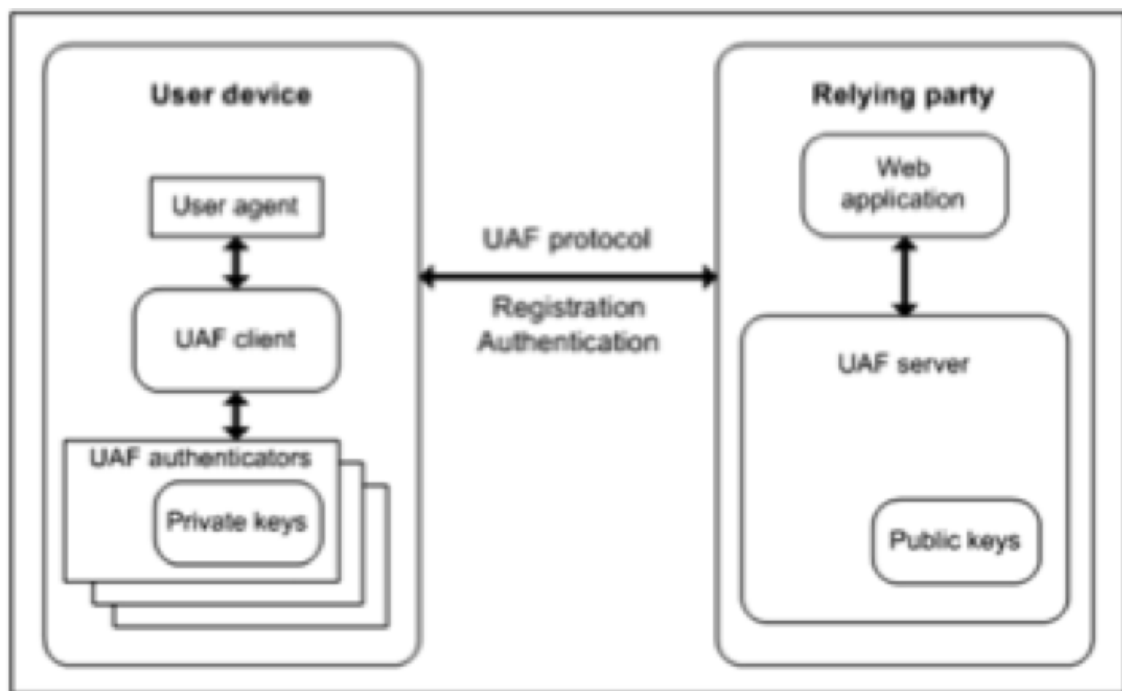 User device
User agent
UAF client
UAF authenticators
Private keys
UAF protocol
Registration
Authentication
Relying party
Web
application
UAF server
Public keys